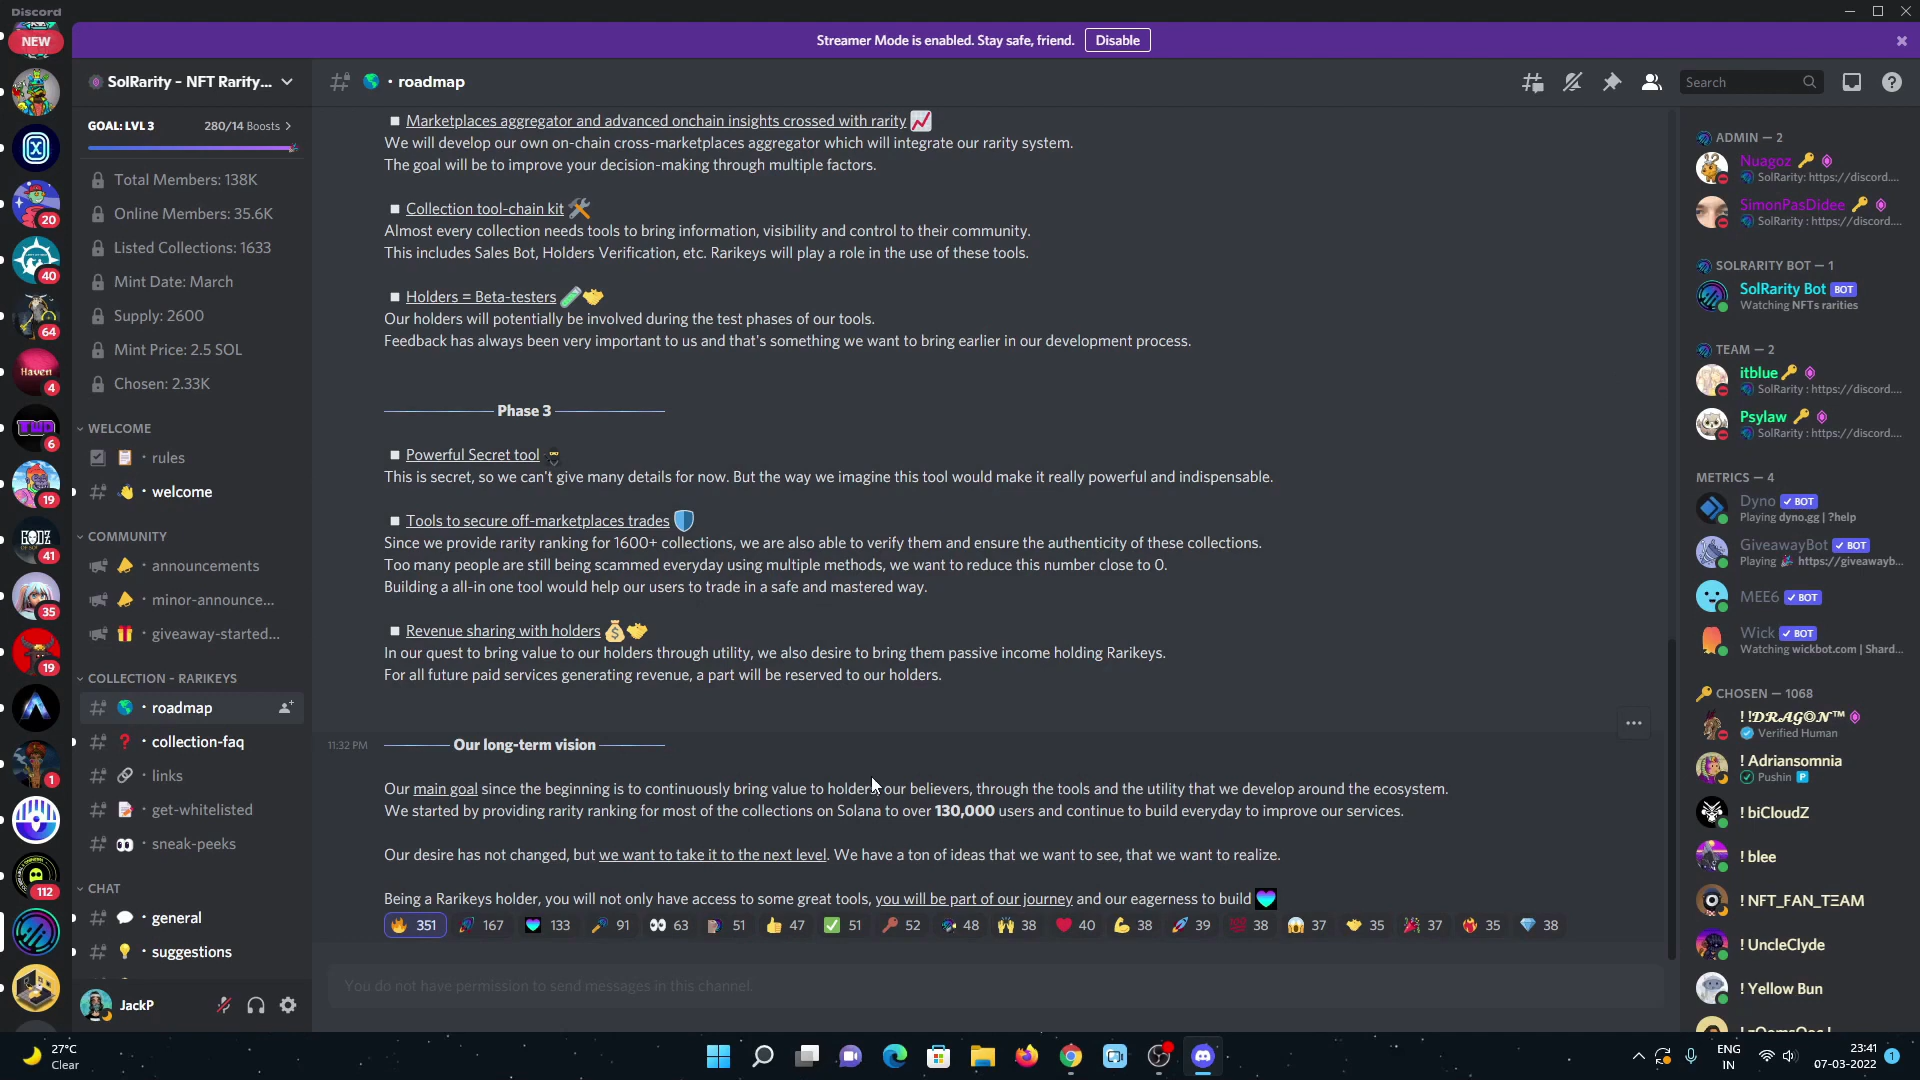 Discord
Streamer Mode is enabled. Stay safe, friend. Disable
NEW
20
40
64
Haven
4
TWD
6
19
GODZ
41
35
19
1
112
SolRarity - NFT Rarity...
GOAL: LVL 3 280/14 Boosts
Total Members: 138K
Online Members: 35.6K
Listed Collections: 1633
Mint Date: March
Supply: 2600
Mint Price: 2.5 SOL
Chosen: 2.33K
WELCOME
rules
welcome
COMMUNITY
announcements
minor-announce...
giveaway-started...
COLLECTION - RARIKEYS
roadmap
collection-faq
links
get-whitelisted
sneak-peeks
CHAT
general
suggestions
JackP
roadmap
Search
Marketplaces aggregator and advanced onchain insights crossed with rarity
We will develop our own on-chain cross-marketplaces aggregator which will integrate our rarity system.
The goal will be to improve your decision-making through multiple factors.
Collection tool-chain kit
Almost every collection needs tools to bring information, visibility and control to their community.
This includes Sales Bot, Holders Verification, etc. Rarikeys will play a role in the use of these tools.
Holders = Beta-testers
Our holders will potentially be involved during the test phases of our tools.
Feedback has always been very important to us and that's something we want to bring earlier in our development process.
Phase 3
Powerful Secret tool
This is secret, so we can't give many details for now. But the way we imagine this tool would make it really powerful and indispensable.
Tools to secure off-marketplaces trades
Since we provide rarity ranking for 1600+ collections, we are also able to verify them and ensure the authenticity of these collections.
Too many people are still being scammed everyday using multiple methods, we want to reduce this number close to 0.
Building a all-in one tool would help our users to trade in a safe and mastered way.
Revenue sharing with holders
In our quest to bring value to our holders through utility, we also desire to bring them passive income holding Rarikeys.
For all future paid services generating revenue, a part will be reserved to our holders.
11:32 PM Our long-term vision
Our main goal since the beginning is to continuously bring value to holders, our believers, through the tools and the utility that we develop around the ecosystem.
We started by providing rarity ranking for most of the collections on Solana to over 130,000 users and continue to build everyday to improve our services.
Our desire has not changed, but we want to take it to the next level. We have a ton of ideas that we want to see, that we want to realize.
Being a Rarikeys holder, you will not only have access to some great tools, you will be part of our journey and our eagerness to build
351 167 133 91 63 51 47 51 52 48 38 40 38 39 38 37 35 37 35 38
You do not have permission to send messages in this channel.
ADMIN — 2
Nuagoz
SolRarity: https://discord....
SimonPasDidee
SolRarity : https://discord....
SOLRARITY BOT — 1
SolRarity Bot BOT
Watching NFTs rarities
TEAM — 2
itblue
SolRarity : https://discord....
Psylaw
SolRarity : https://discord....
METRICS — 4
Dyno BOT
Playing dyno.gg | ?help
GiveawayBot BOT
Playing https://giveawayb...
MEE6 BOT
Wick BOT
Watching wickbot.com | Shard...
CHOSEN — 1068
! !DRAGON™
Verified Human
! Adriansomnia
Pushin P
! biCloudZ
! blee
! NFT_FAN_TEAM
! UncleClyde
! Yellow Bun
27°C
Clear
ENG
IN
23:41
07-03-2022
1